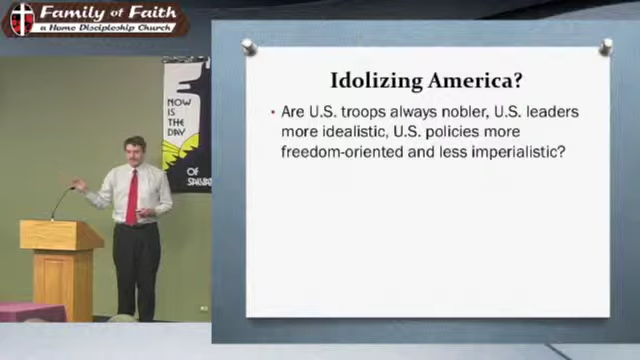 Family of Faith
a Home Discipleship Church
NOW
IS
THE
DAY
OF
Idolizing America?
• Are U.S. troops always nobler, U.S. leaders
more idealistic, U.S. policies more
freedom-oriented and less imperialistic?